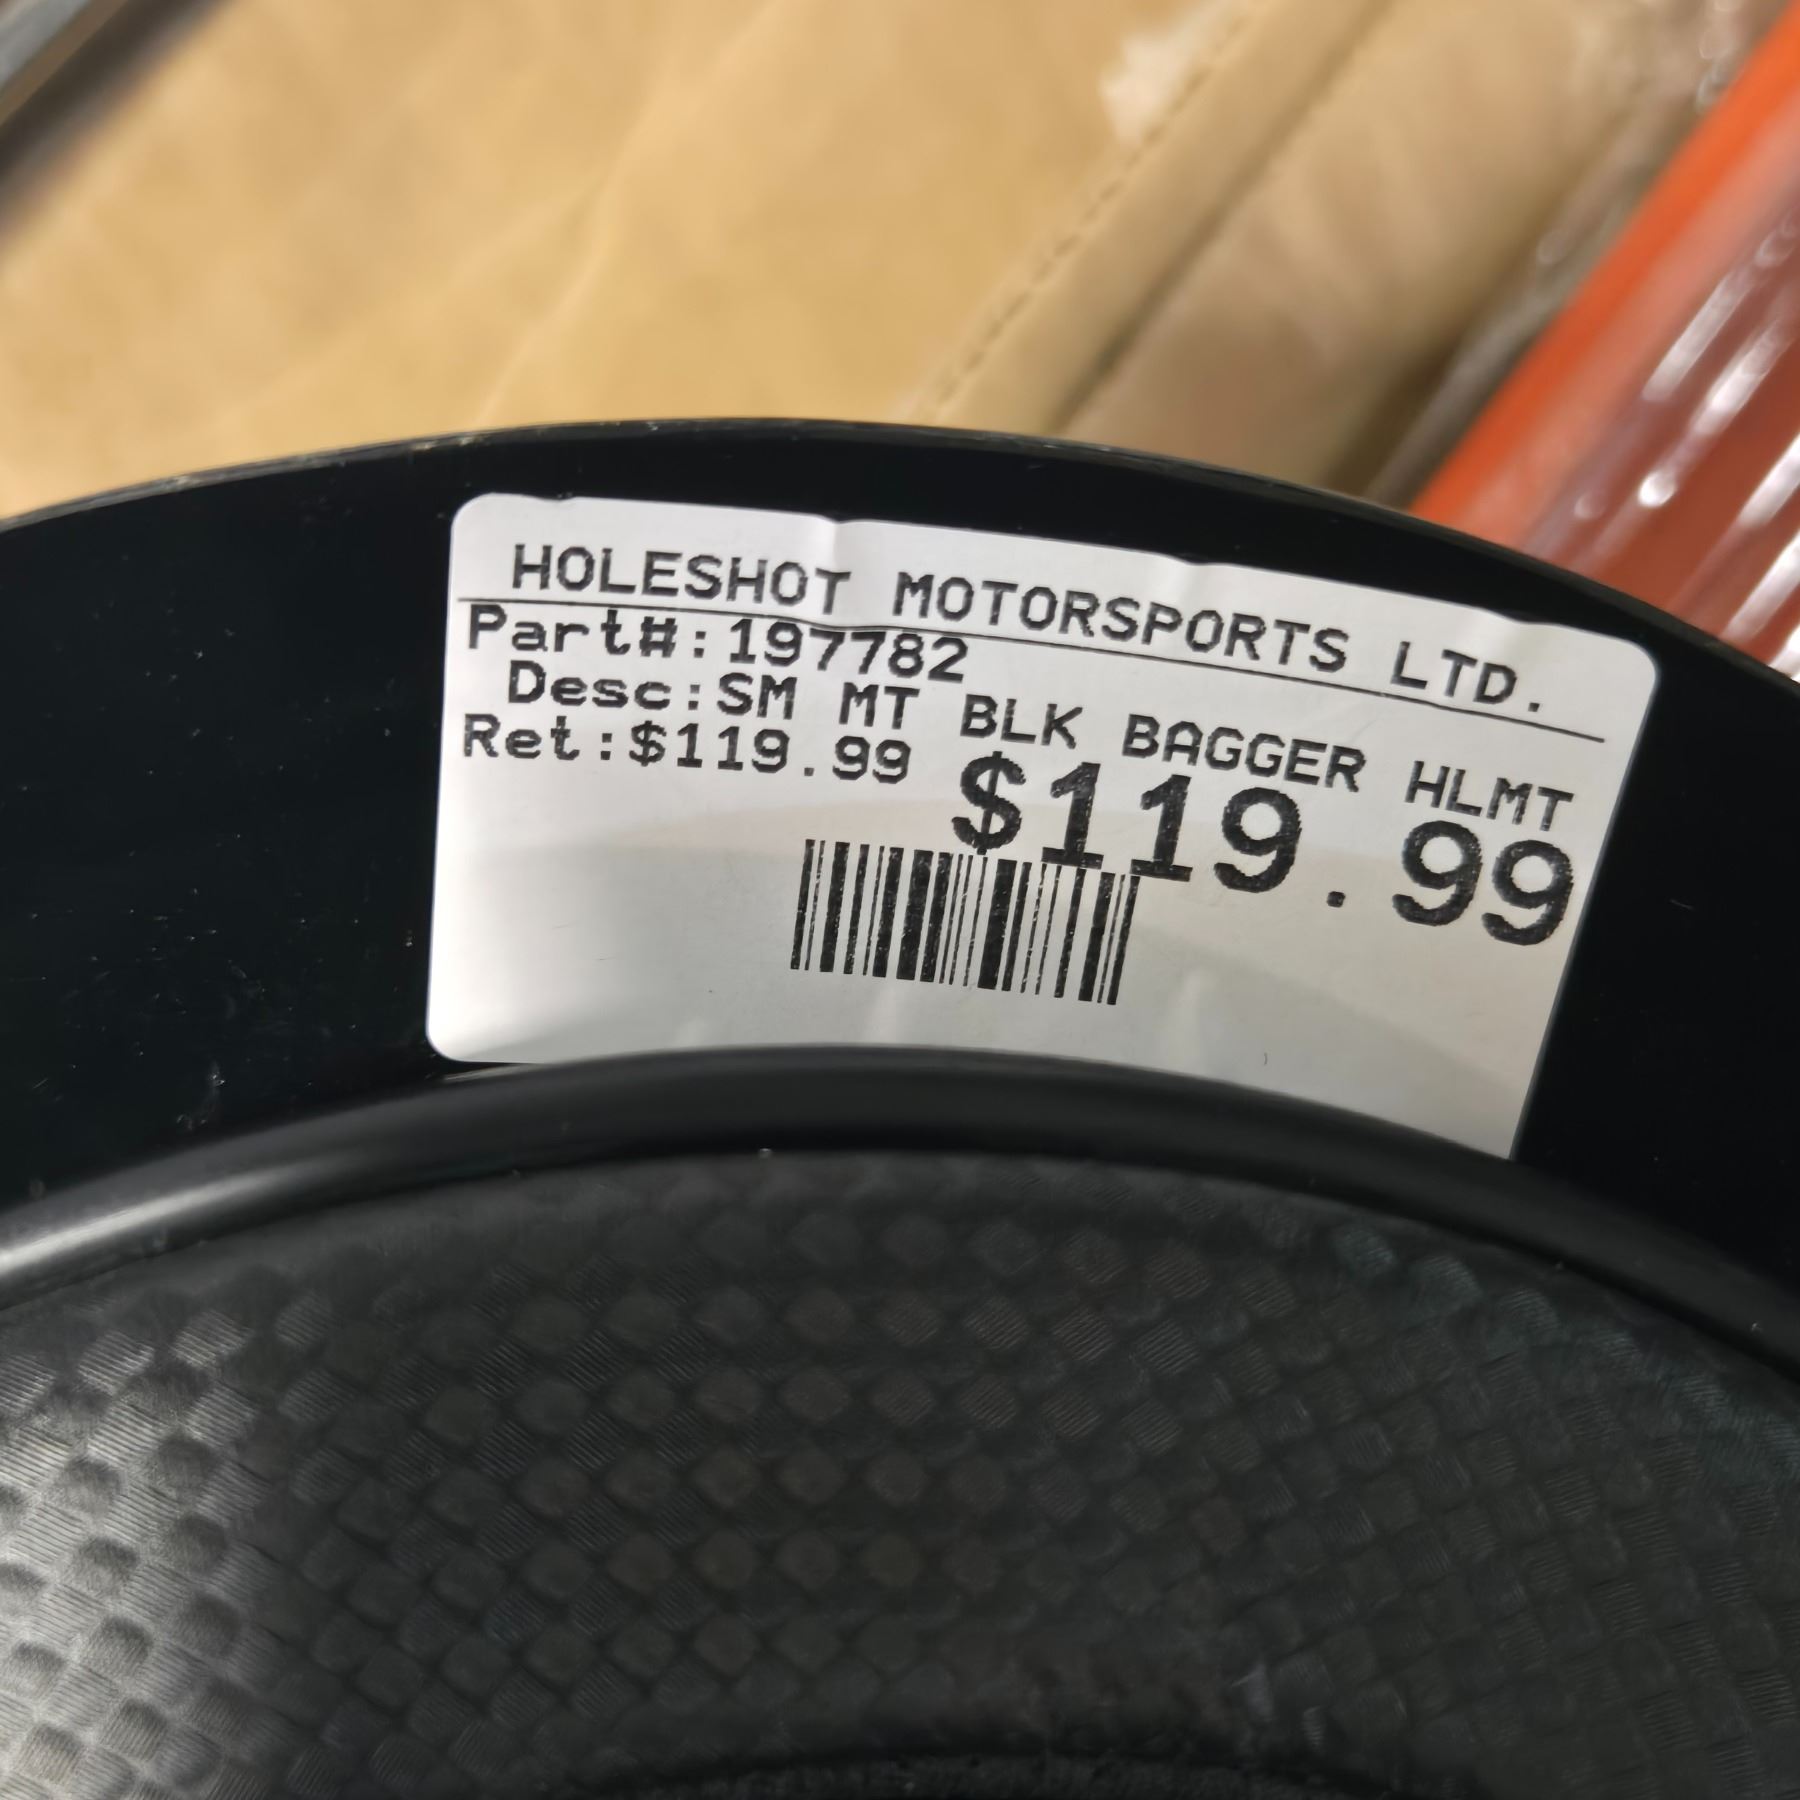 HOLESHOT MOTORSPORTS LTD.
Part#:197782
Desc:SM MT BLK BAGGER HLMT
Ret:$119.99
$119.99